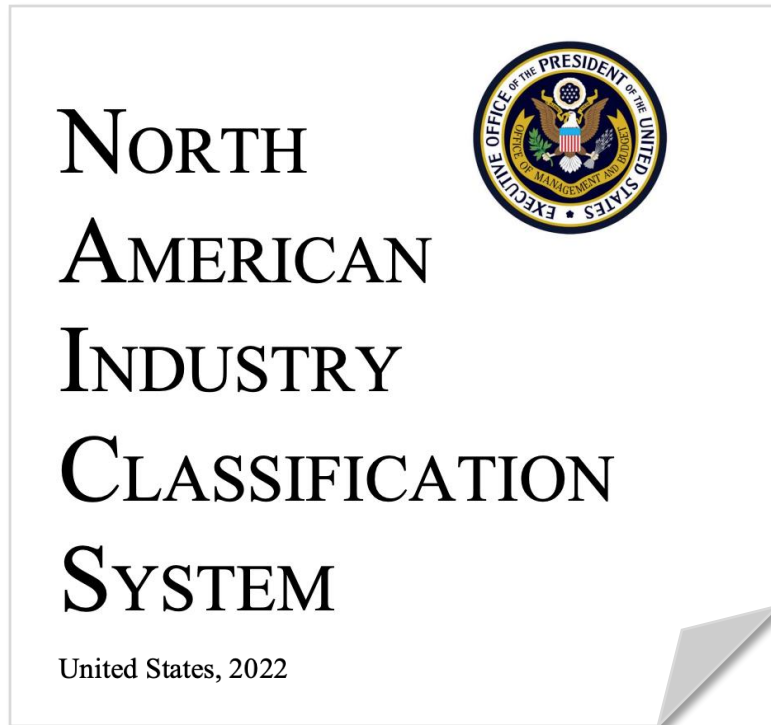 NORTH
AMERICAN
INDUSTRY
CLASSIFICATION
SYSTEM
United States, 2022
EXECUTIVE OFFICE OF THE PRESIDENT OF THE UNITED STATES
OFFICE OF MANAGEMENT AND BUDGET